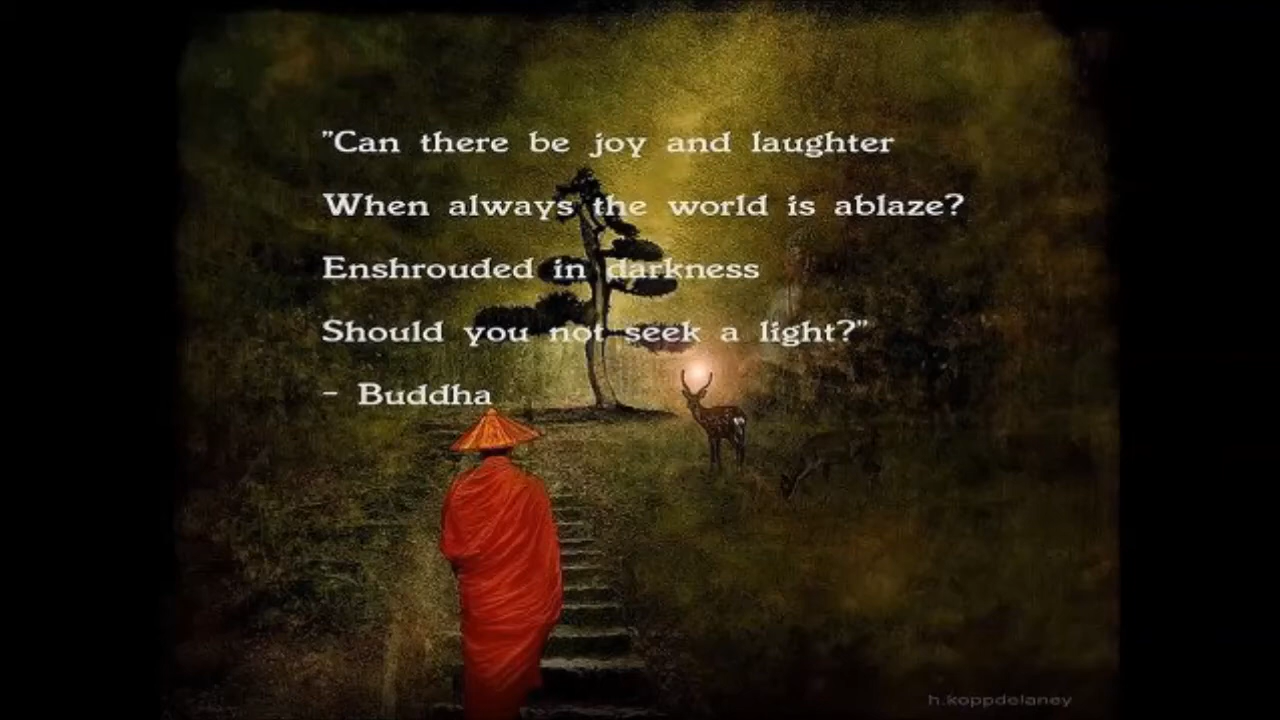 "Can there be joy and laughter
When always the world is ablaze?
Enshrouded in darkness
Should you not seek a light?"
- Buddha
h.koppdelaney